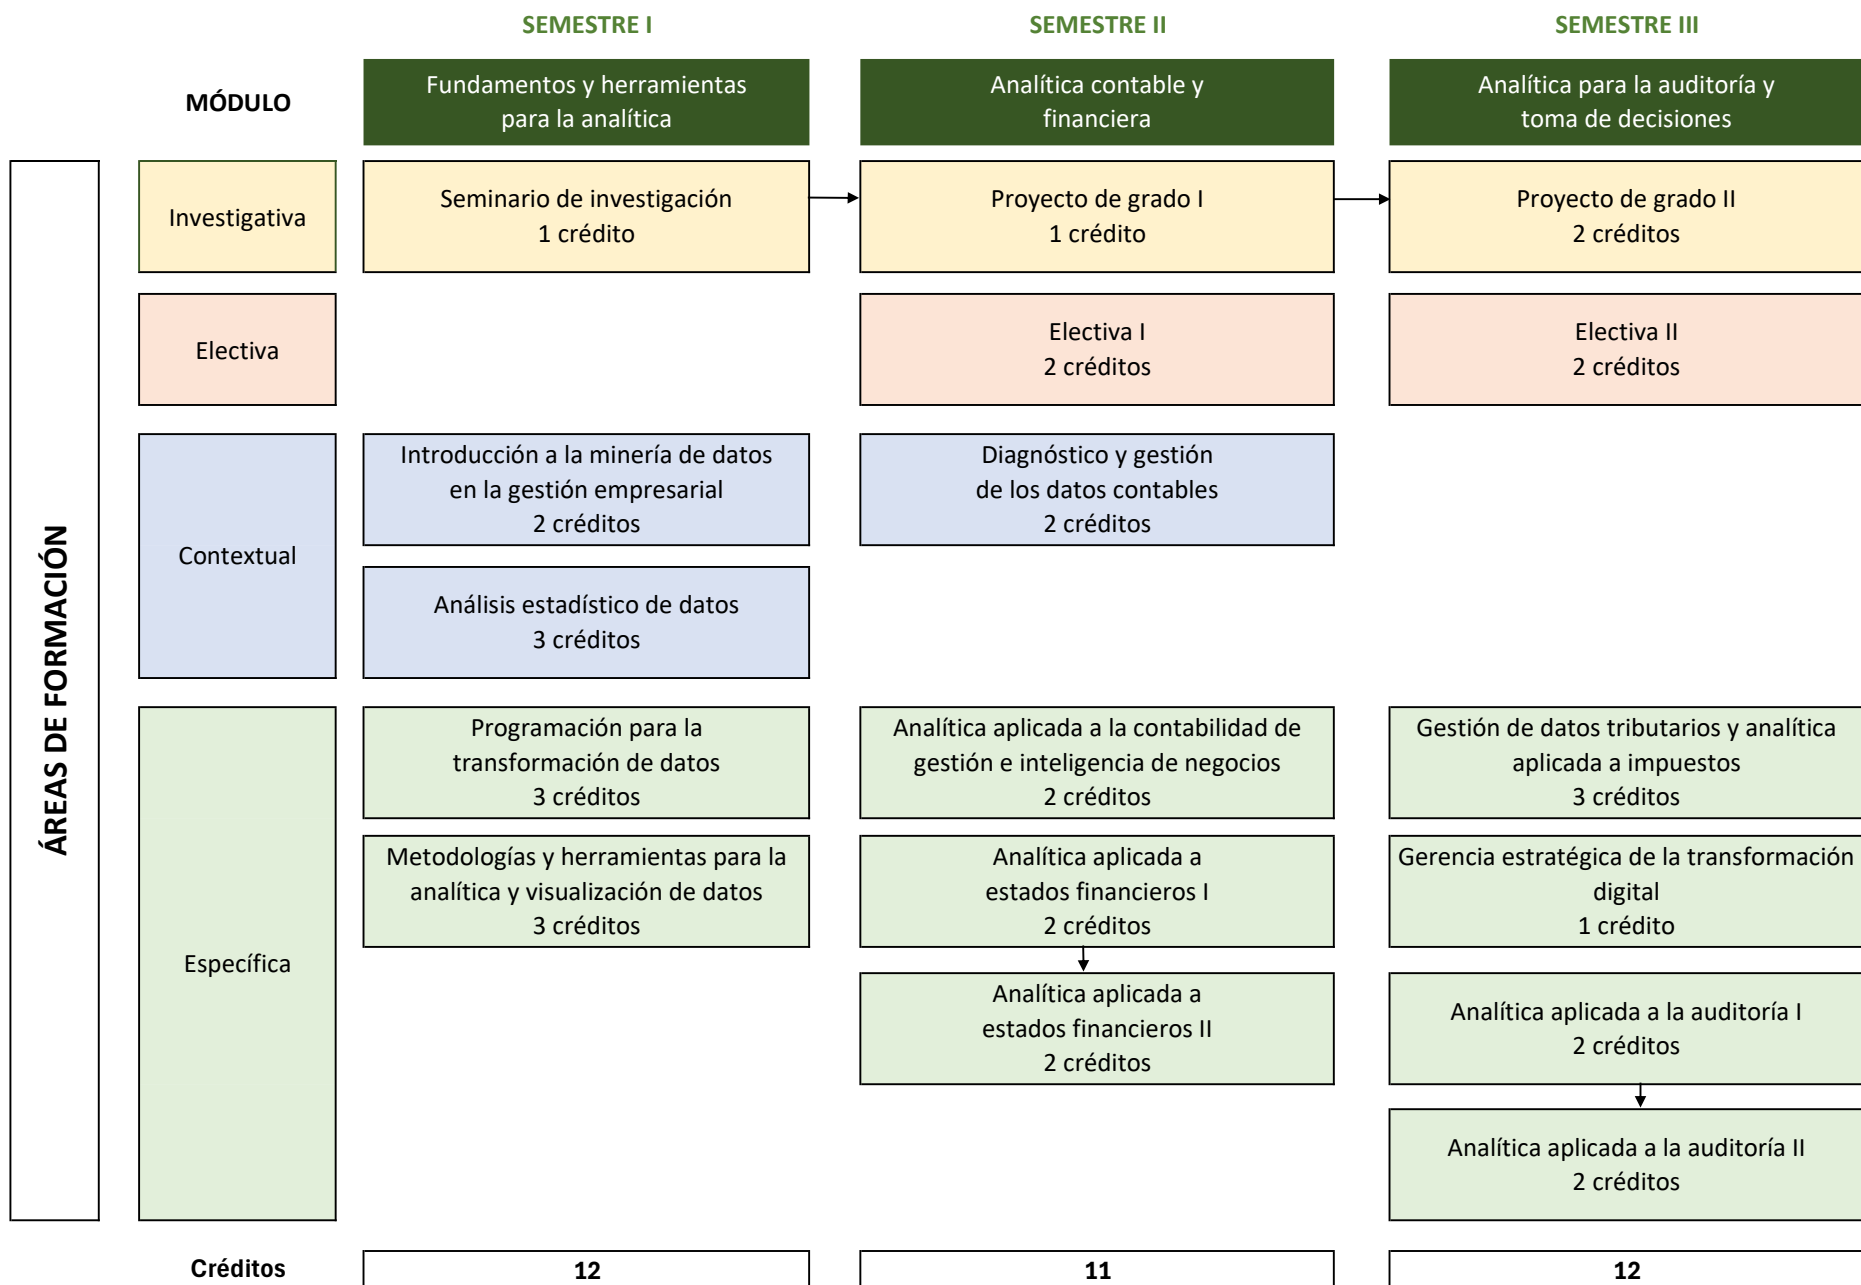 SEMESTRE I
SEMESTRE II
SEMESTRE III
MÓDULO
Fundamentos y herramientas
para la analítica
Analítica contable y
financiera
Analítica para la auditoría y
toma de decisiones
ÁREAS DE FORMACIÓN
Investigativa
Seminario de investigación
1 crédito
Proyecto de grado I
1 crédito
Proyecto de grado II
2 créditos
Electiva
Electiva I
2 créditos
Electiva II
2 créditos
Contextual
Introducción a la minería de datos
en la gestión empresarial
2 créditos
Diagnóstico y gestión
de los datos contables
2 créditos
Análisis estadístico de datos
3 créditos
Específica
Programación para la
transformación de datos
3 créditos
Analítica aplicada a la contabilidad de
gestión e inteligencia de negocios
2 créditos
Gestión de datos tributarios y analítica
aplicada a impuestos
3 créditos
Metodologías y herramientas para la
analítica y visualización de datos
3 créditos
Analítica aplicada a
estados financieros I
2 créditos
Gerencia estratégica de la transformación
digital
1 crédito
Analítica aplicada a
estados financieros II
2 créditos
Analítica aplicada a la auditoría I
2 créditos
Analítica aplicada a la auditoría II
2 créditos
Créditos
12
11
12